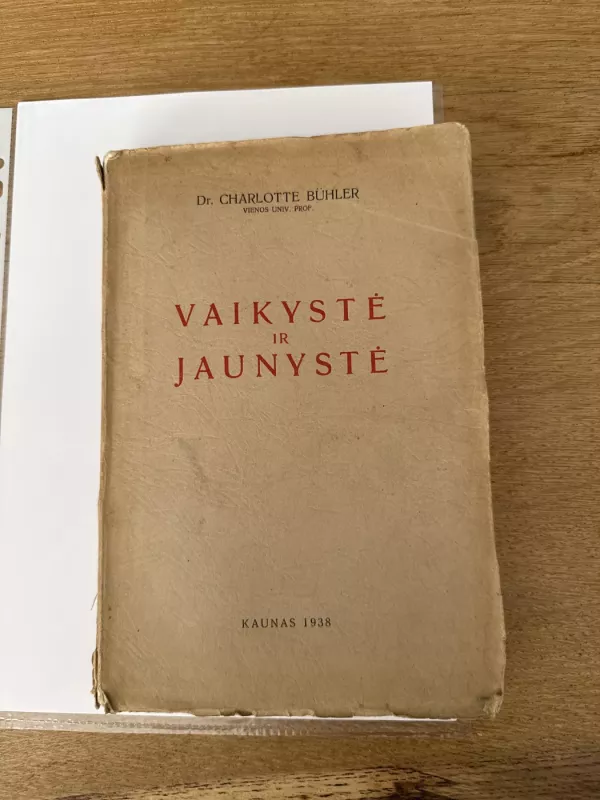 Dr. CHARLOTTE BÜHLER
VIENOS UNIV. PROF.
VAIKYSTĖ
IR
JAUNYSTĖ
KAUNAS 1938